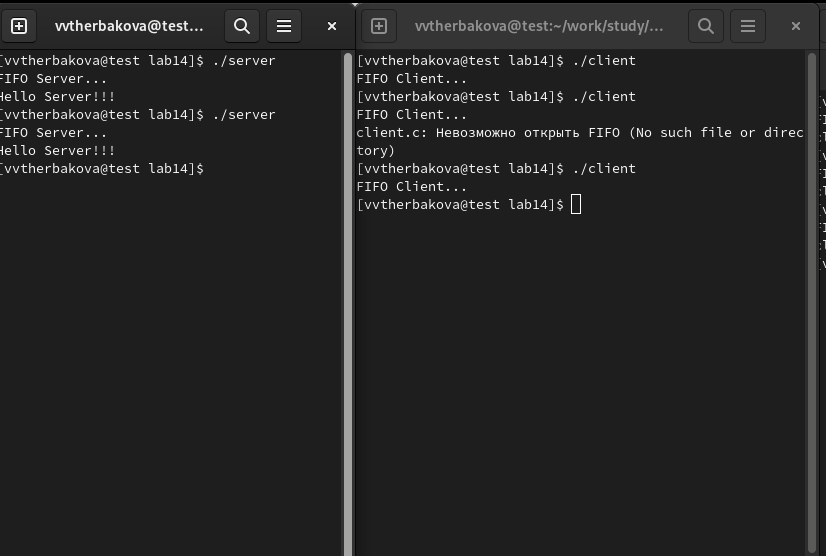 vvtherbakova@test...
[vvtherbakova@test lab14]$ ./server
FIFO Server...
Hello Server!!!
[vvtherbakova@test lab14]$ ./server
FIFO Server...
Hello Server!!!
[vvtherbakova@test lab14]$
vvtherbakova@test:~/work/study/...
[vvtherbakova@test lab14]$ ./client
FIFO Client...
[vvtherbakova@test lab14]$ ./client
FIFO Client...
client.c: Невозможно открыть FIFO (No such file or direc
tory)
[vvtherbakova@test lab14]$ ./client
FIFO Client...
[vvtherbakova@test lab14]$